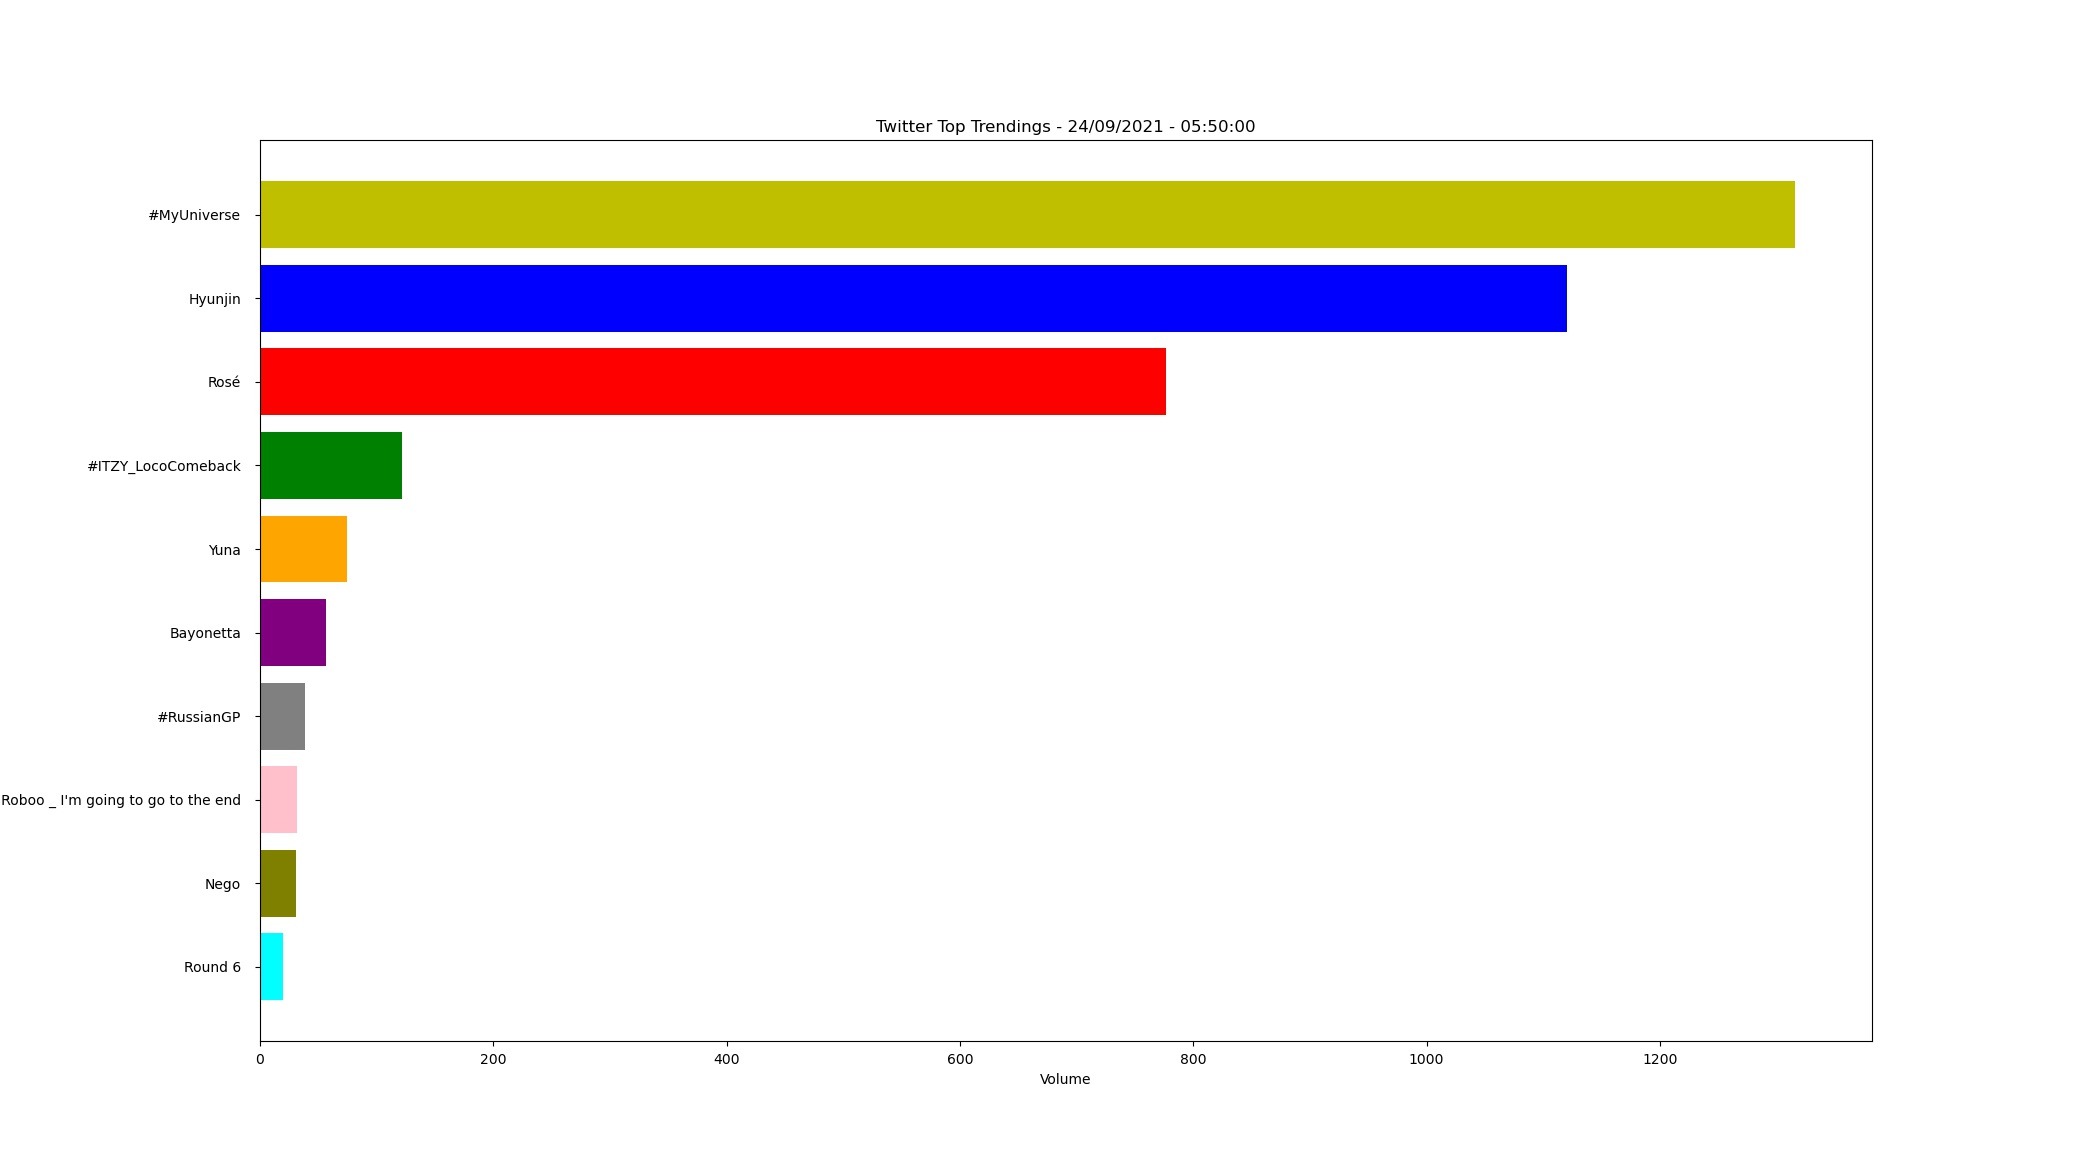 Twitter Top Trendings - 24/09/2021 - 05:50:00
#MyUniverse
Hyunjin
Rosé
#ITZY_LocoComeback
Yuna
Bayonetta
#RussianGP
Roboo _ I'm going to go to the end
Nego
Round 6
0 200 400 600 800 1000 1200
Volume